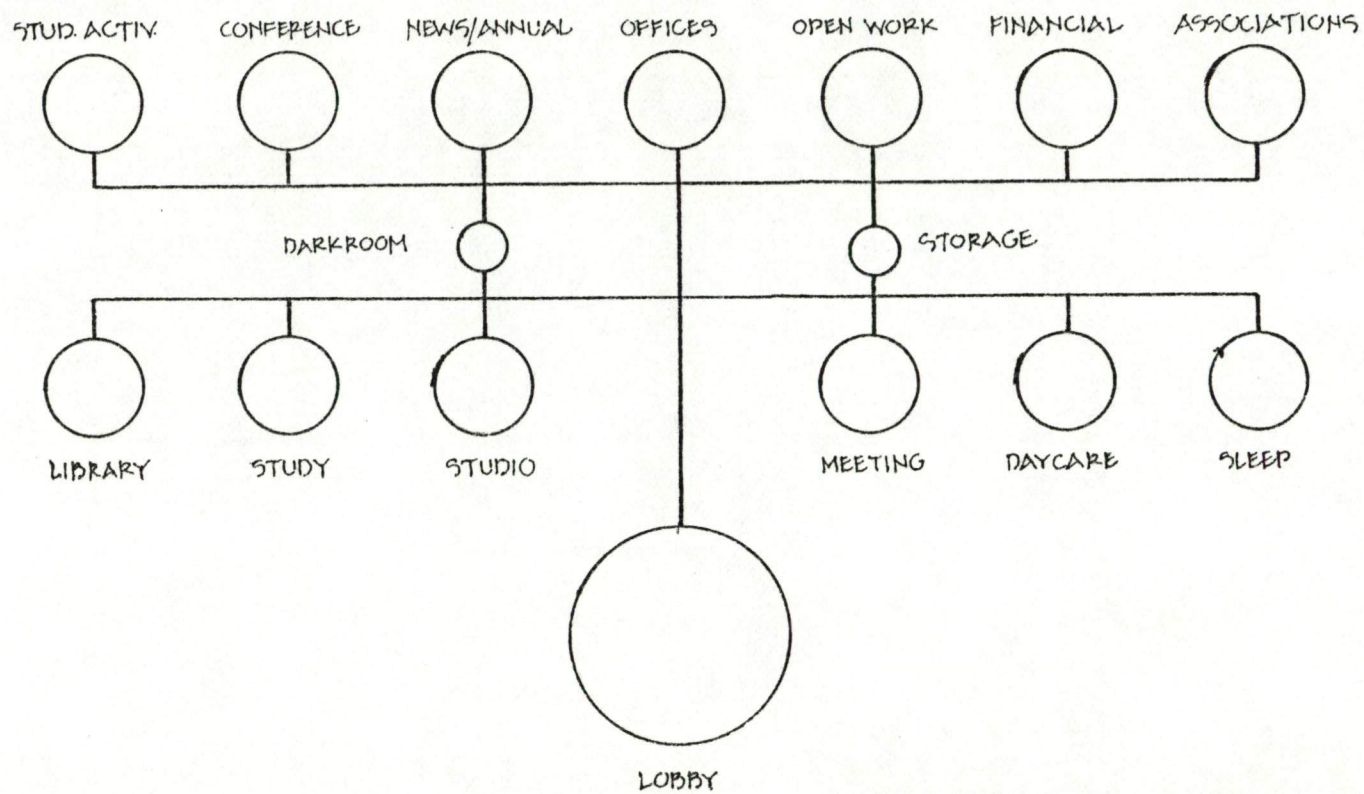 STUD. ACTIV. CONFERENCE NEWS/ANNUAL OFFICES OPEN WORK FINANCIAL ASSOCIATIONS
DARKROOM STORAGE
LIBRARY STUDY STUDIO MEETING DAYCARE SLEEP
LOBBY